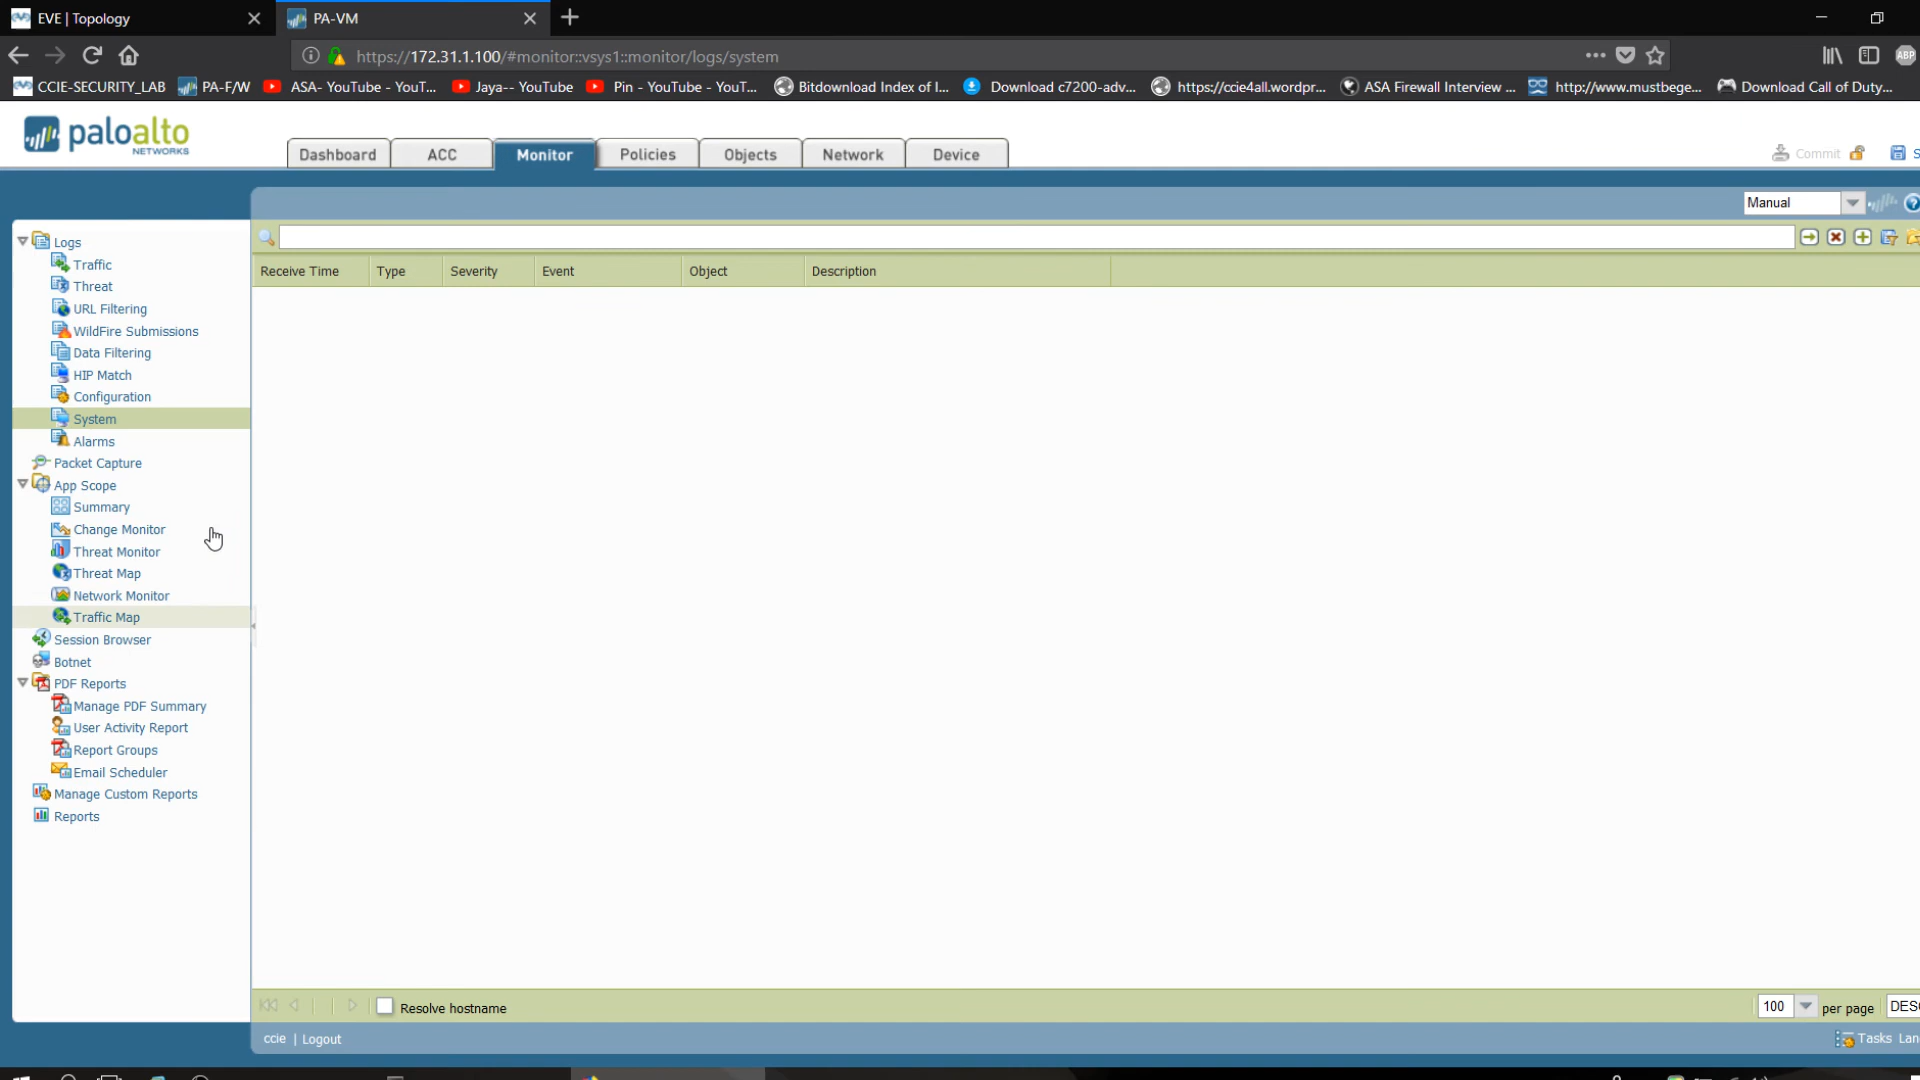 EVE | Topology
PA-VM
https://172.31.1.100/#monitor::vsys1::monitor/logs/system
CCIE-SECURITY_LAB
PA-F/W
ASA- YouTube - YouT...
Jaya-- YouTube
Pin - YouTube - YouT...
Bitdownload Index of l...
Download c7200-adv...
https://ccie4all.wordpr...
ASA Firewall Interview ...
http://www.mustbege...
Download Call of Duty...
ABP
paloalto
NETWORKS
Dashboard
ACC
Monitor
Policies
Objects
Network
Device
Commit
S
Manual
Logs
Traffic
Threat
URL Filtering
WildFire Submissions
Data Filtering
HIP Match
Configuration
System
Alarms
Packet Capture
App Scope
Summary
Change Monitor
Threat Monitor
Threat Map
Network Monitor
Traffic Map
Session Browser
Botnet
PDF Reports
Manage PDF Summary
User Activity Report
Report Groups
Email Scheduler
Manage Custom Reports
Reports
Receive Time
Type
Severity
Event
Object
Description
Resolve hostname
100
per page
DES
ccie | Logout
Tasks
Lan